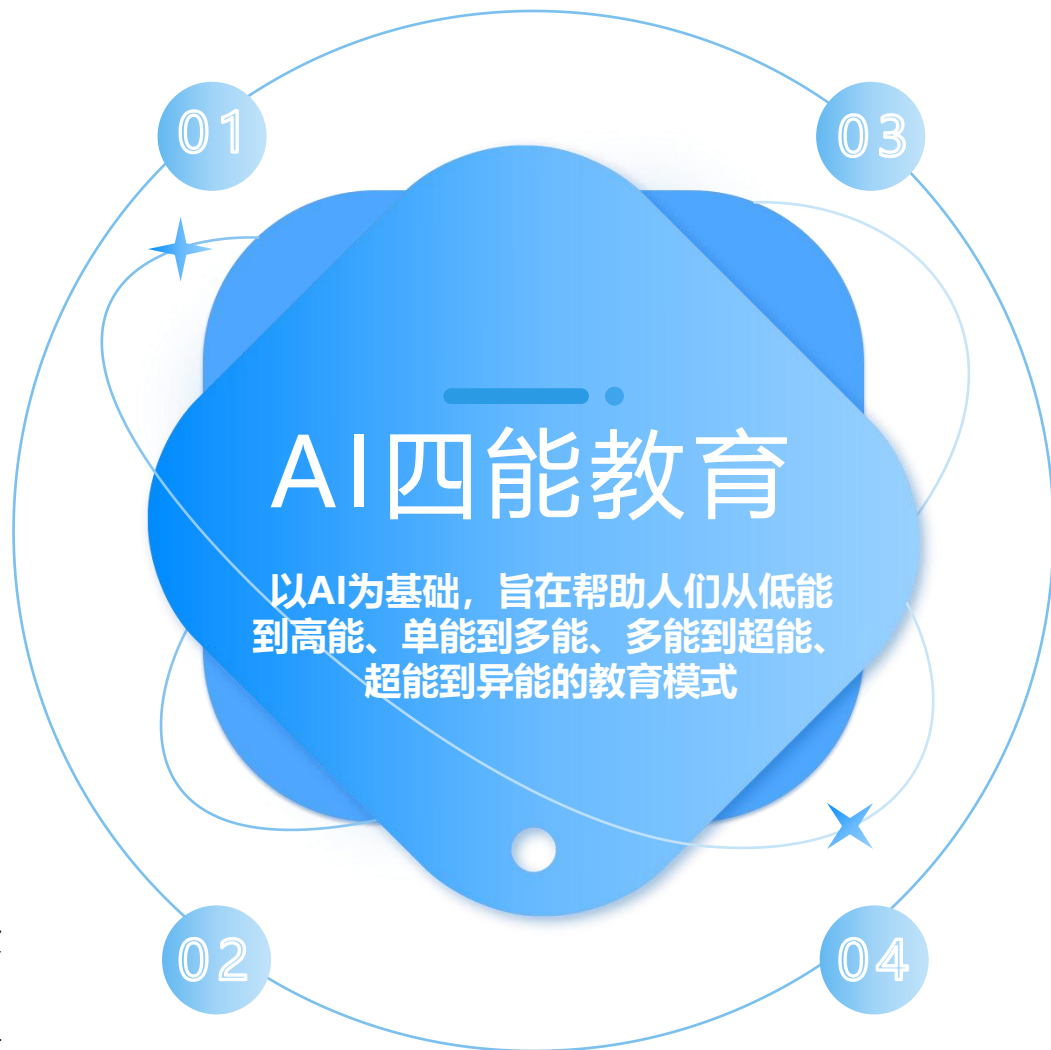 01
03
AI四能教育
以AI为基础，旨在帮助人们从低能
到高能、单能到多能、多能到超能、
超能到异能的教育模式
02
04